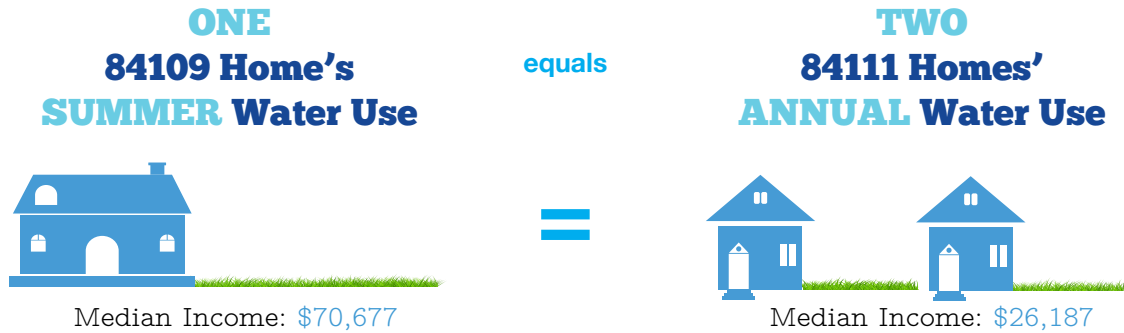 ONE
84109 Home's
SUMMER Water Use
equals
TWO
84111 Homes'
ANNUAL Water Use
=
Median Income: $70,677
Median Income: $26,187